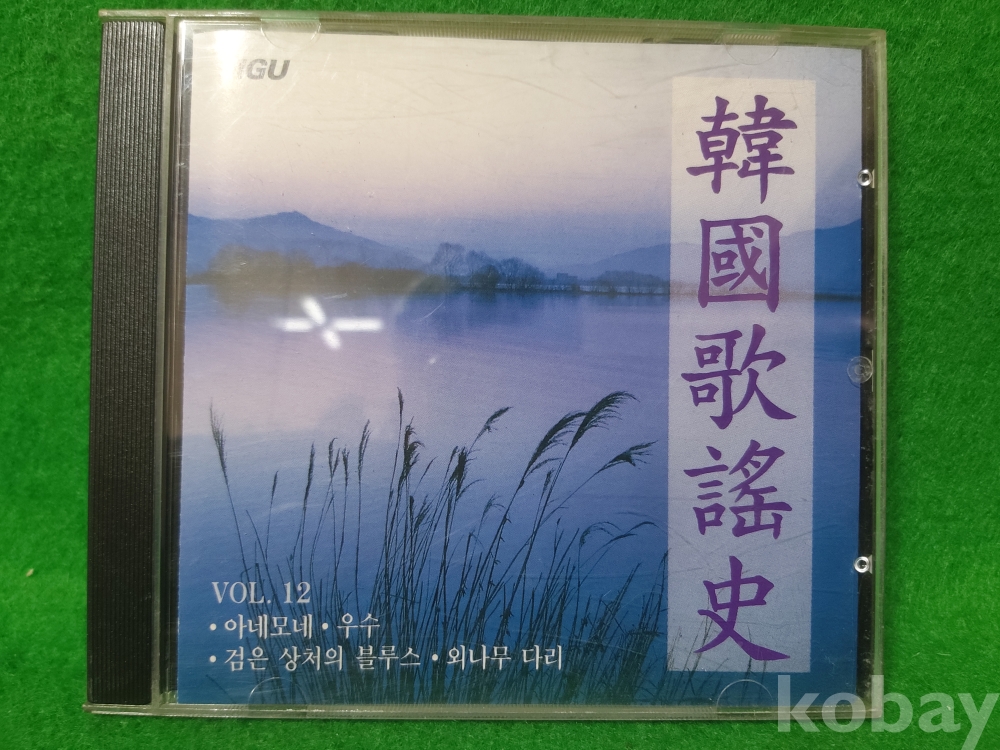 IGU
韓國歌謠史
VOL. 12
• 아네모네 • 우수
• 검은 상처의 블루스 • 외나무 다리
kobay